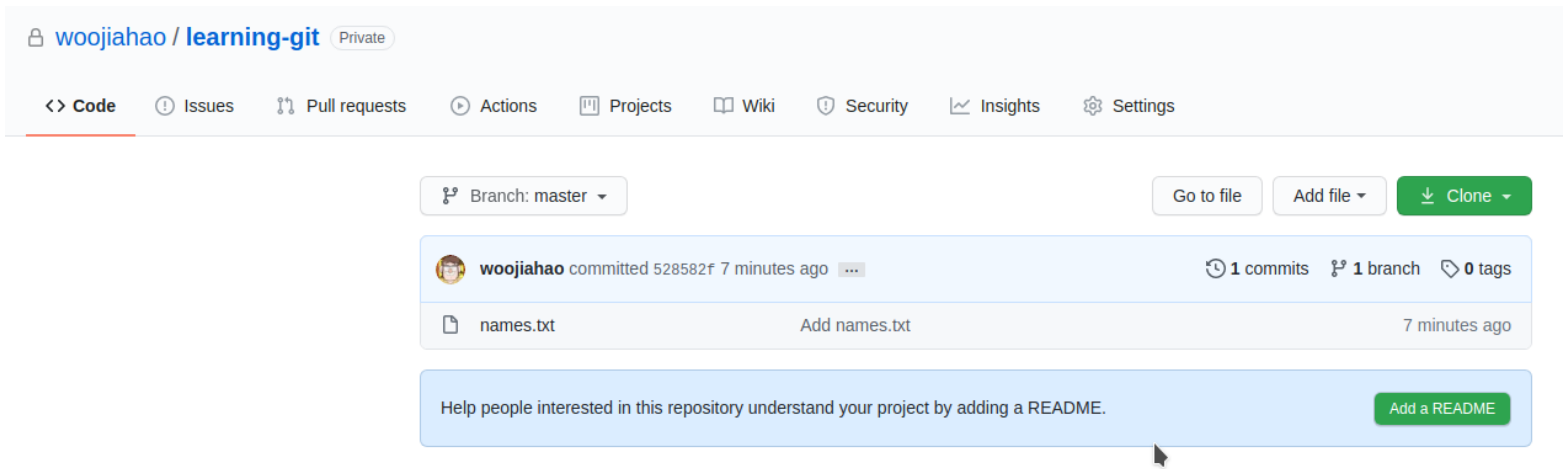 woojiahao / learning-git Private
Code Issues Pull requests Actions Projects Wiki Security Insights Settings
Branch: master Go to file Add file Clone
woojiahao committed 528582f 7 minutes ago ... 1 commits 1 branch 0 tags
names.txt Add names.txt 7 minutes ago
Help people interested in this repository understand your project by adding a README. Add a README